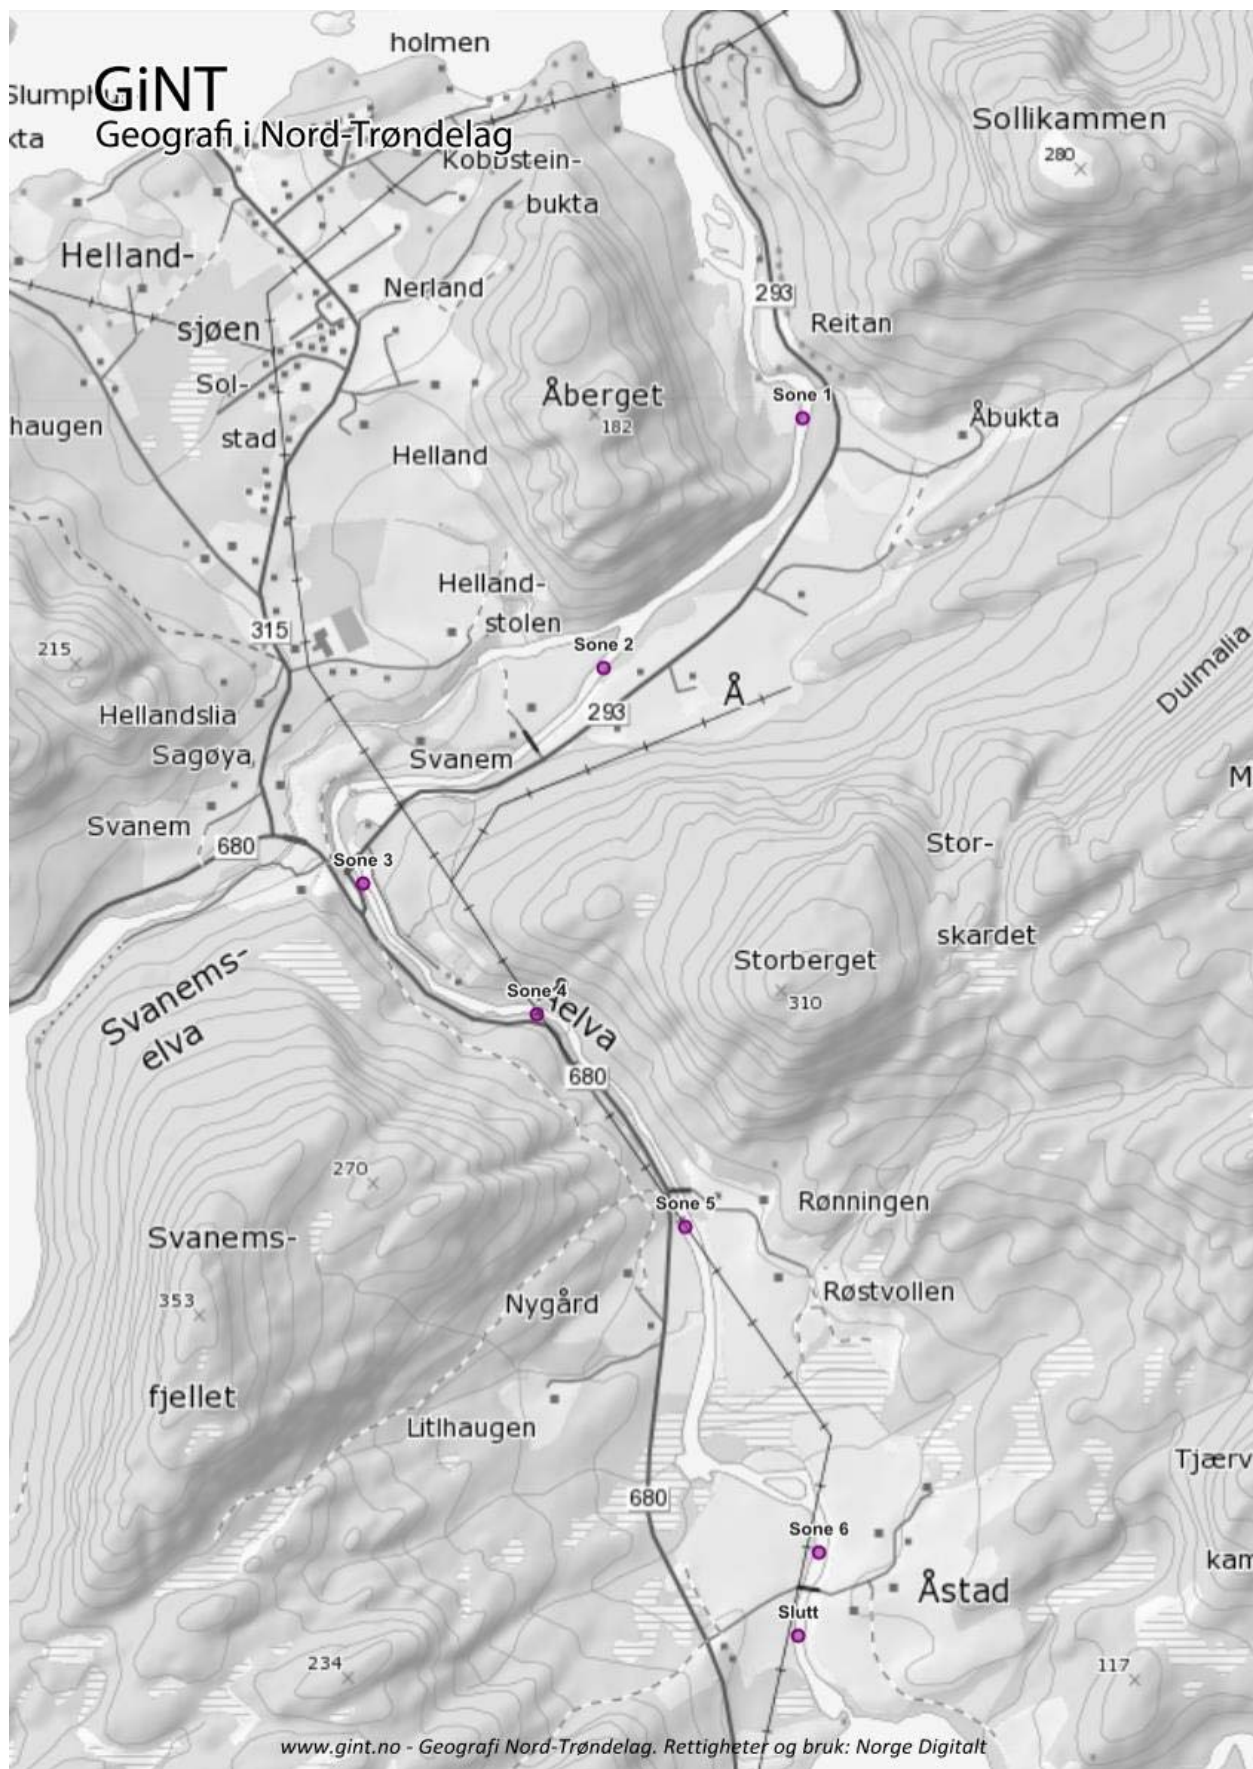 holmen
GiNT
Geografi i Nord-Trøndelag
kta
Sollikammen
280
Kobbstein-
bukta
Helland-
sjøen
Nerland
293
Reitan
Sol-
stad
Åberget
182
Sone 1
Åbukta
haugen
Helland
Helland-
stolen
315
215
Sone 2
Å
293
Dulmalia
Hellandslia
Sagøya
Svanem
M
Svanem
680
Sone 3
Stor-
skardet
Storberget
310
Svanems-
elva
Sone 4
elva
680
270
Sone 5
Rønningen
Svanems-
fjellet
353
Nygård
Røstvollen
Litlhaugen
Tjærv
kam
680
Sone 6
Åstad
Slutt
234
117
www.gint.no - Geografi Nord-Trøndelag. Rettigheter og bruk: Norge Digitalt